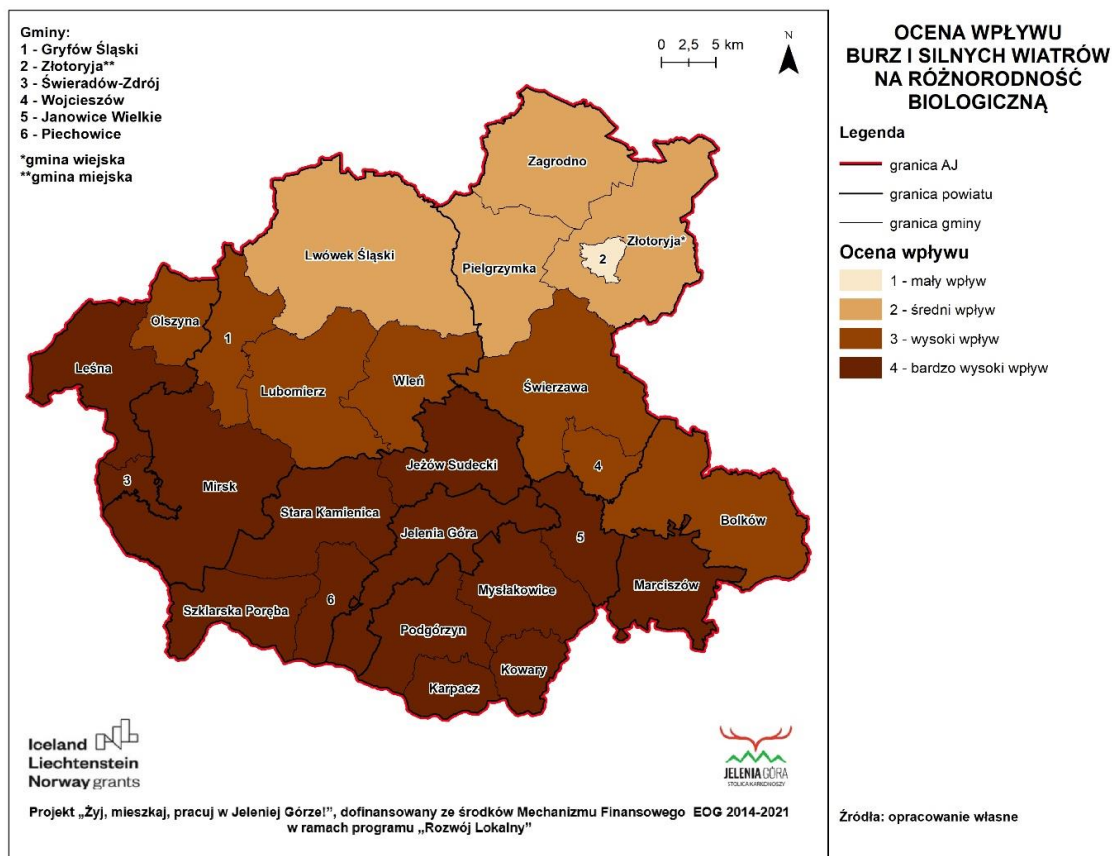 Gminy:
1 - Gryfów Śląski
2 - Złotoryja**
3 - Świeradów-Zdrój
4 - Wojcieszów
5 - Janowice Wielkie
6 - Piechowice
*gmina wiejska
**gmina miejska
0 2,5 5 km
N
Zagrodno
Złotoryja*
2
Pielgrzymka
Lwówek Śląski
Olszyna
1
Leśna
Lubomierz
Wleń
Świerzawa
4
Jeżów Sudecki
3
Mirsk
Stara Kamienica
Jelenia Góra
5
Bolków
Mysłakowice
Marciszów
6
Szklarska Poręba
Podgórzyn
Kowary
Karpacz
Iceland
Liechtenstein
Norway grants
JELENIA GÓRA
STOLICA KARKONOSZY
Projekt „Żyj, mieszkaj, pracuj w Jeleniej Górze!”, dofinansowany ze środków Mechanizmu Finansowego EOG 2014-2021
w ramach programu „Rozwój Lokalny”
OCENA WPŁYWU
BURZ I SILNYCH WIATRÓW
NA RÓŻNORODNOŚĆ
BIOLOGICZNĄ
Legenda
granica AJ
granica powiatu
granica gminy
Ocena wpływu
1 - mały wpływ
2 - średni wpływ
3 - wysoki wpływ
4 - bardzo wysoki wpływ
Źródła: opracowanie własne